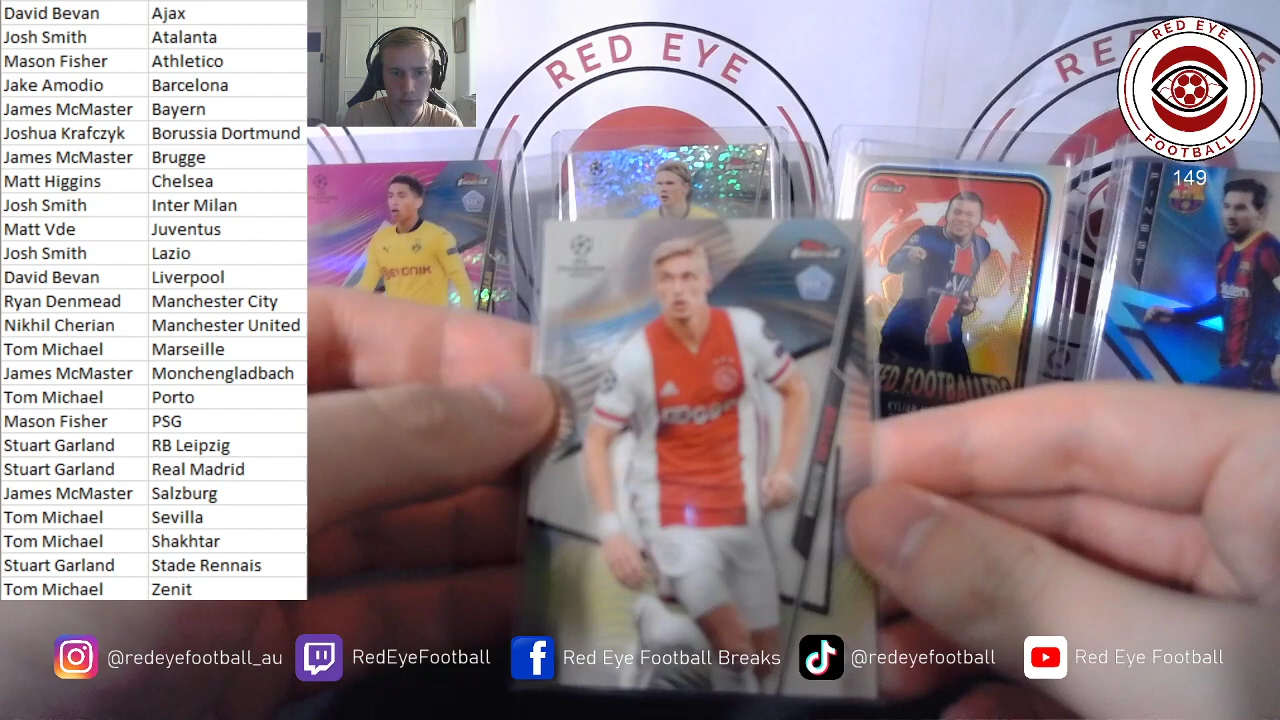 David Bevan Ajax
Josh Smith Atalanta
Mason Fisher Athletico
Jake Amodio Barcelona
James McMaster Bayern
Joshua Krafczyk Borussia Dortmund
James McMaster Brugge
Matt Higgins Chelsea
Josh Smith Inter Milan
Matt Vde Juventus
Josh Smith Lazio
David Bevan Liverpool
Ryan Denmead Manchester City
Nikhil Cherian Manchester United
Tom Michael Marseille
James McMaster Monchengladbach
Tom Michael Porto
Mason Fisher PSG
Stuart Garland RB Leipzig
Stuart Garland Real Madrid
James McMaster Salzburg
Tom Michael Sevilla
Tom Michael Shakhtar
Stuart Garland Stade Rennais
Tom Michael Zenit
RED EYE
RED EYE
FOOTBALL
149
finest
finest
EVONIK
FINEST
@redeyefootball_au
RedEyeFootball
Red Eye Football Breaks
@redeyefootball
Red Eye Football